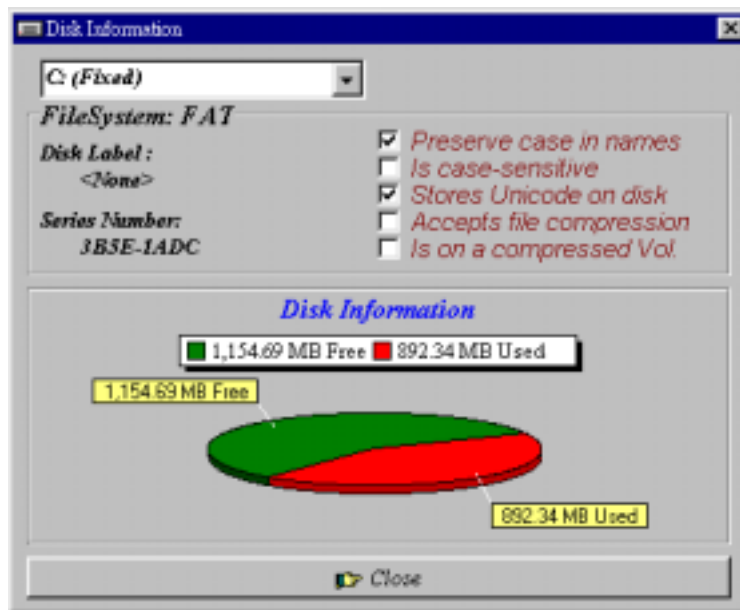 Disk Information
C: (Fixed)
FileSystem: FAT
Disk Label :
<None>
Series Number:
3B5E-1ADC
Preserve case in names
Is case-sensitive
Stores Unicode on disk
Accepts file compression
Is on a compressed Vol.
Disk Information
1,154.69 MB Free 892.34 MB Used
1,154.69 MB Free
892.34 MB Used
Close